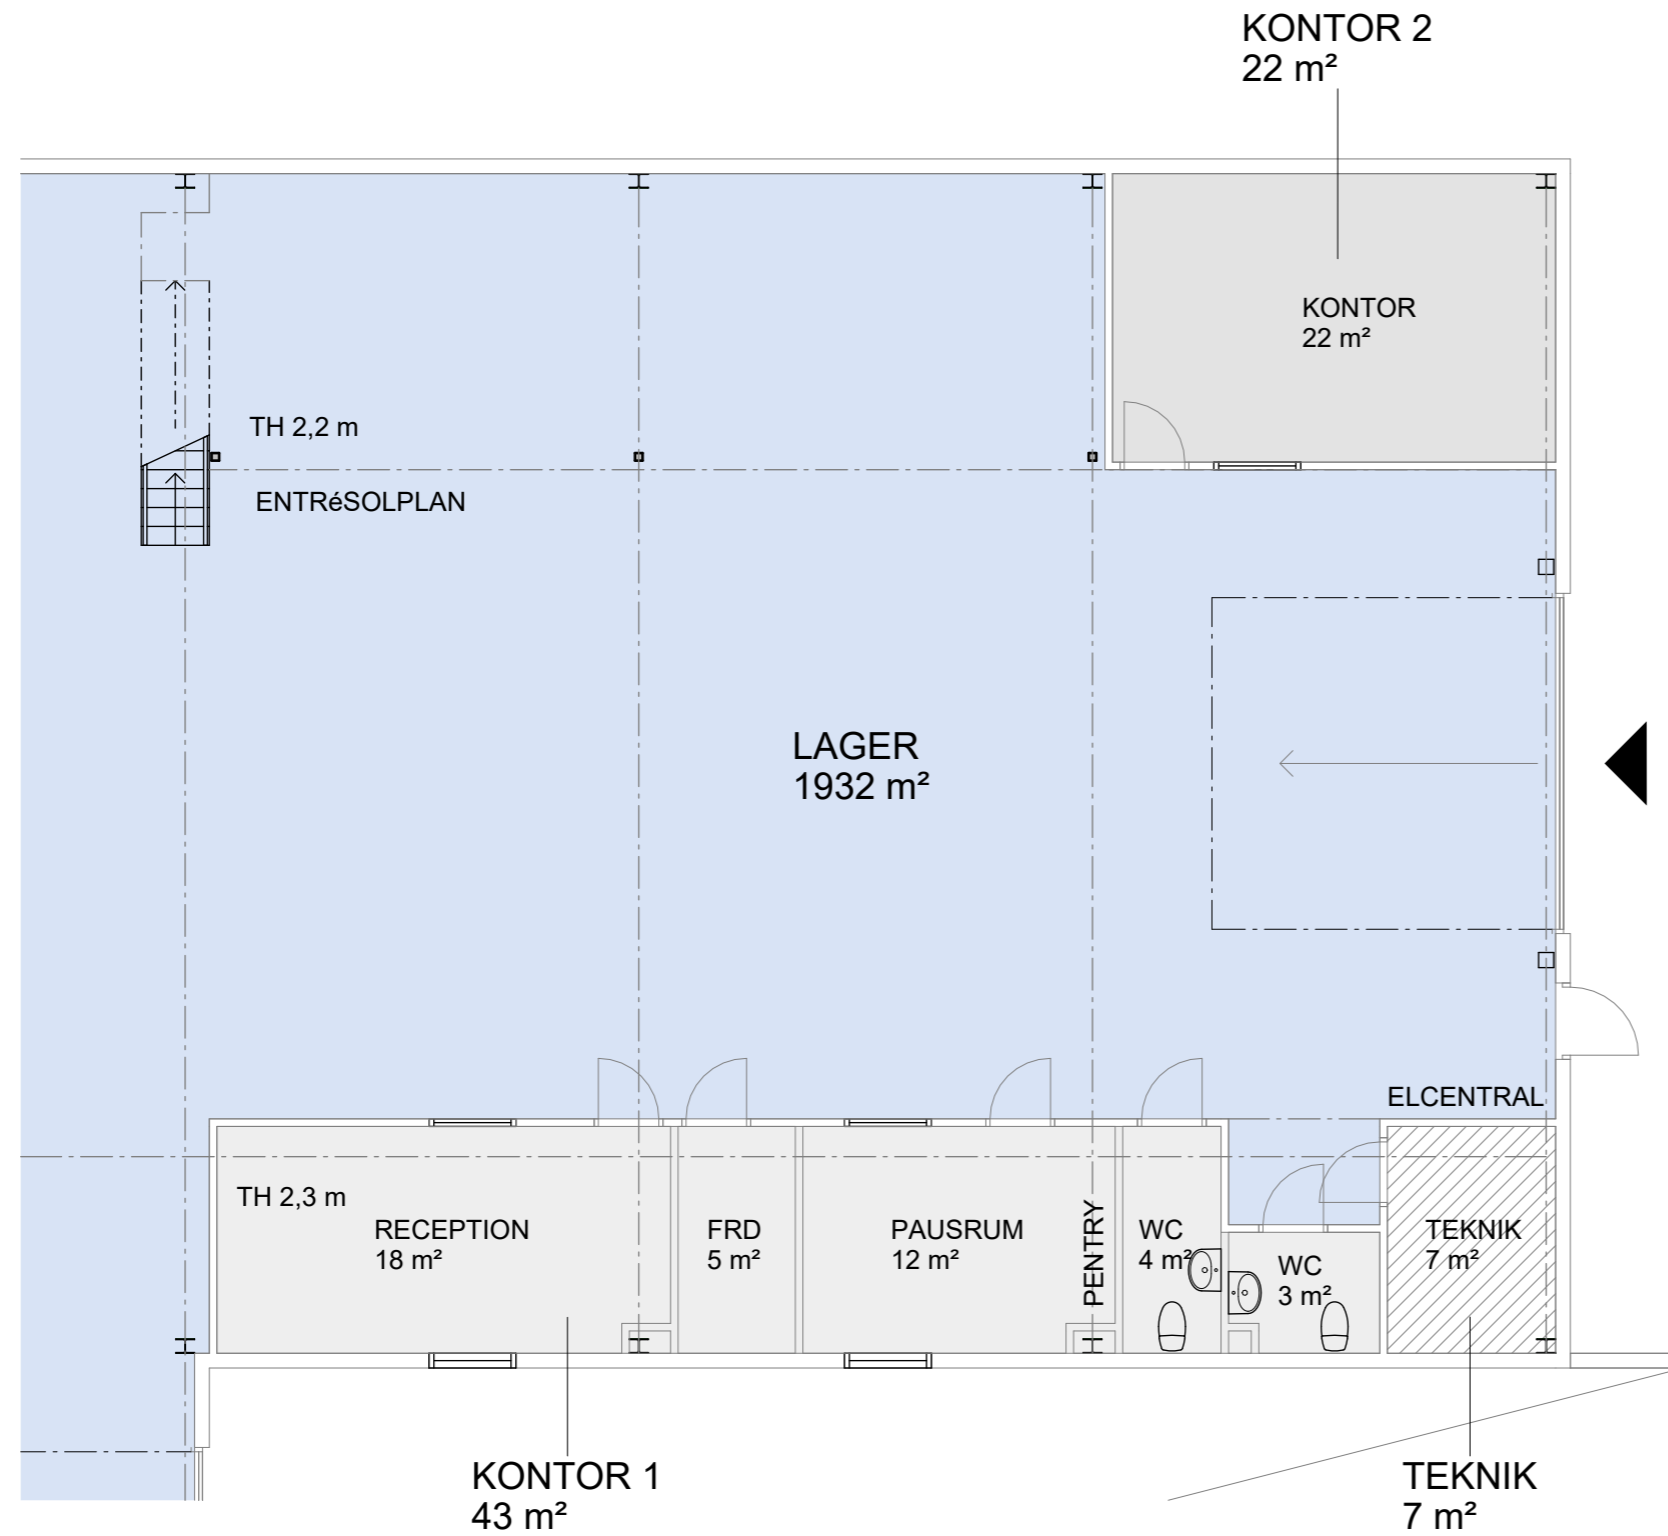 KONTOR 2
22 m²
KONTOR
22 m²
TH 2,2 m
ENTRéSOLPLAN
LAGER
1932 m²
ELCENTRAL
TH 2,3 m
RECEPTION
18 m²
FRD
5 m²
PAUSRUM
12 m²
PENTRY
WC
4 m²
WC
3 m²
TEKNIK
7 m²
KONTOR 1
43 m²
TEKNIK
7 m²